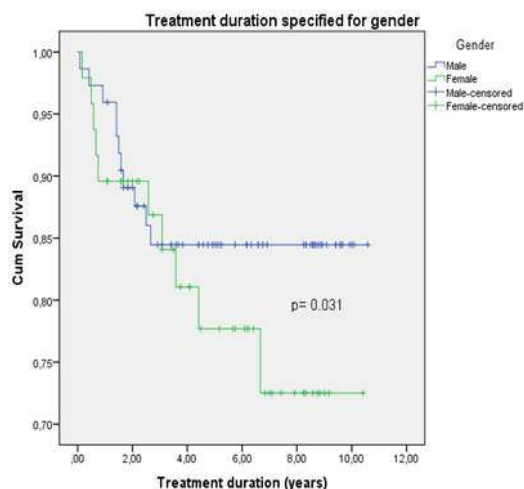 Treatment duration specified for gender
Gender
Male
Female
Male-censored
Female-censored
1,00
0,95
0,90
0,85
0,80
0,75
0,70
Cum Survival
p= 0.031
,00 2,00 4,00 6,00 8,00 10,00 12,00
Treatment duration (years)